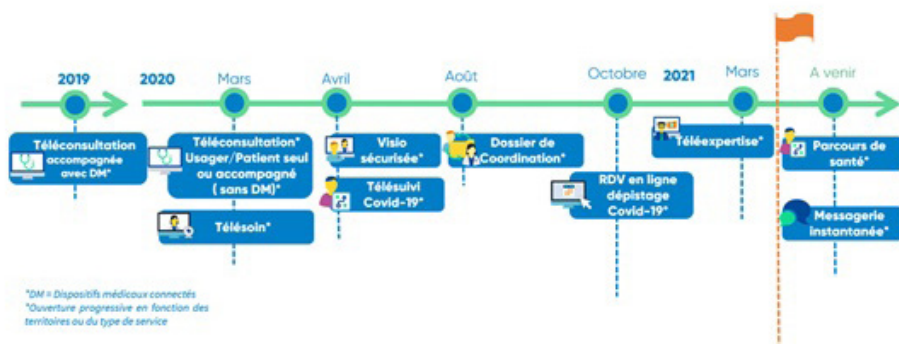 2019
2020
Mars
Avril
Août
Octobre
2021
Mars
A venir
Téléconsultation
accompagnée
avec DM*
Téléconsultation*
Usager/Patient seul
ou accompagné
( sans DM)*
Télésoin*
Visio
sécurisée*
Télésuivi
Covid-19*
Dossier de
Coordination*
RDV en ligne
dépistage
Covid-19*
Téléexpertise*
Parcours de
santé*
Messagerie
instantanée*
*DM = Dispositifs médicaux connectés
*Ouverture progressive en fonction des
territoires ou du type de service